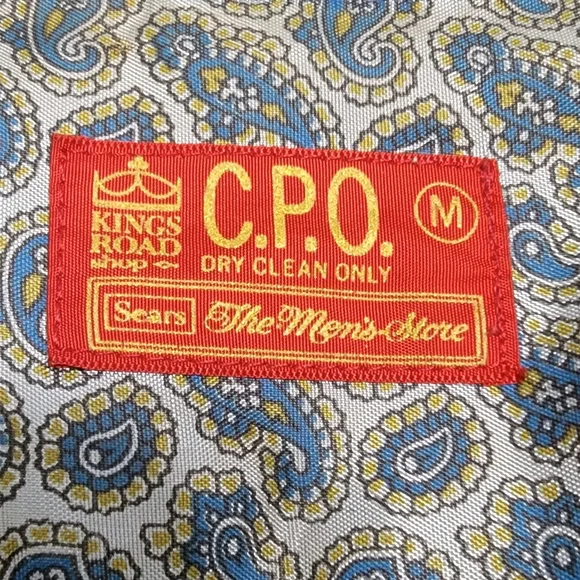 KINGS
ROAD
shop
C.P.O.
DRY CLEAN ONLY
M
Sears The Men's Store